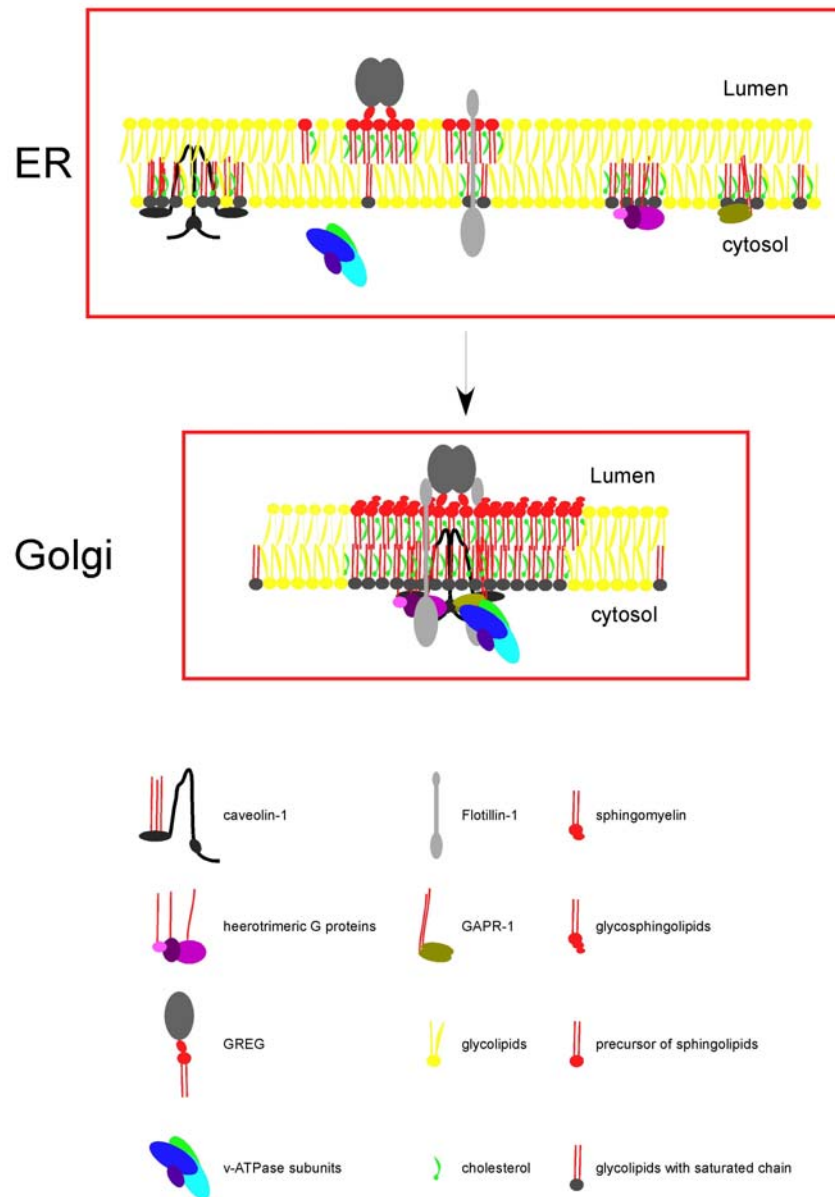 Lumen
ER
cytosol
Lumen
Golgi
cytosol
caveolin-1
Flotillin-1
sphingomyelin
heerotrimeric G proteins
GAPR-1
glycosphingolipids
GREG
glycolipids
precursor of sphingolipids
v-ATPase subunits
cholesterol
glycolipids with saturated chain